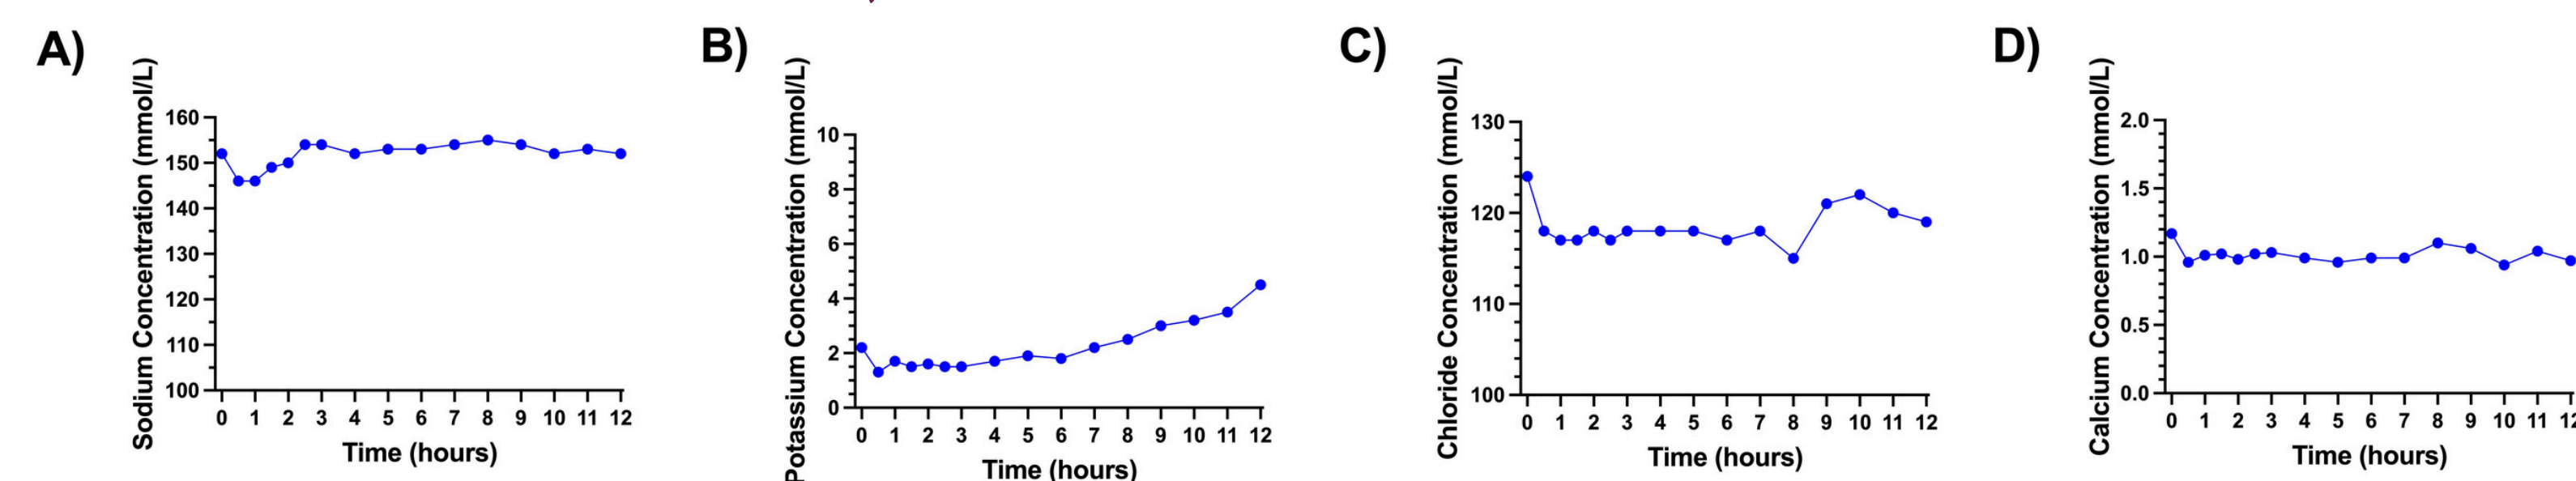 A)
Sodium Concentration (mmol/L)
160
150
140
130
120
110
100
0 1 2 3 4 5 6 7 8 9 10 11 12
Time (hours)
B)
Potassium Concentration (mmol/L)
10
8
6
4
2
0
0 1 2 3 4 5 6 7 8 9 10 11 12
Time (hours)
C)
Chloride Concentration (mmol/L)
130
120
110
100
0 1 2 3 4 5 6 7 8 9 10 11 12
Time (hours)
D)
Calcium Concentration (mmol/L)
2.0
1.5
1.0
0.5
0.0
0 1 2 3 4 5 6 7 8 9 10 11 12
Time (hours)